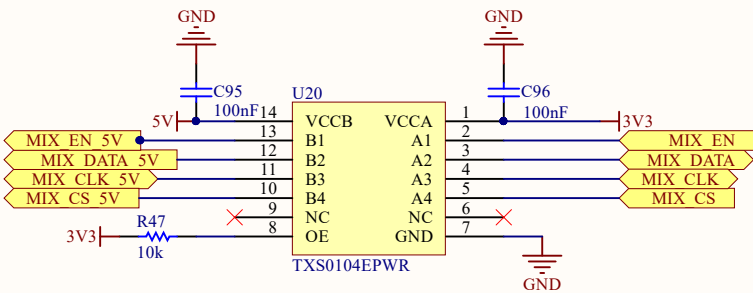 GND
GND
C95
100nF
U20
C96
100nF
5V
14
VCCB
VCCA
1
3V3
MIX_EN_5V
13
B1
A1
2
MIX_EN
MIX_DATA_5V
12
B2
A2
3
MIX_DATA
MIX_CLK_5V
11
B3
A3
4
MIX_CLK
MIX_CS_5V
10
B4
A4
5
MIX_CS
9
NC
NC
6
R47
3V3
10k
8
OE
GND
7
TXS0104EPWR
GND